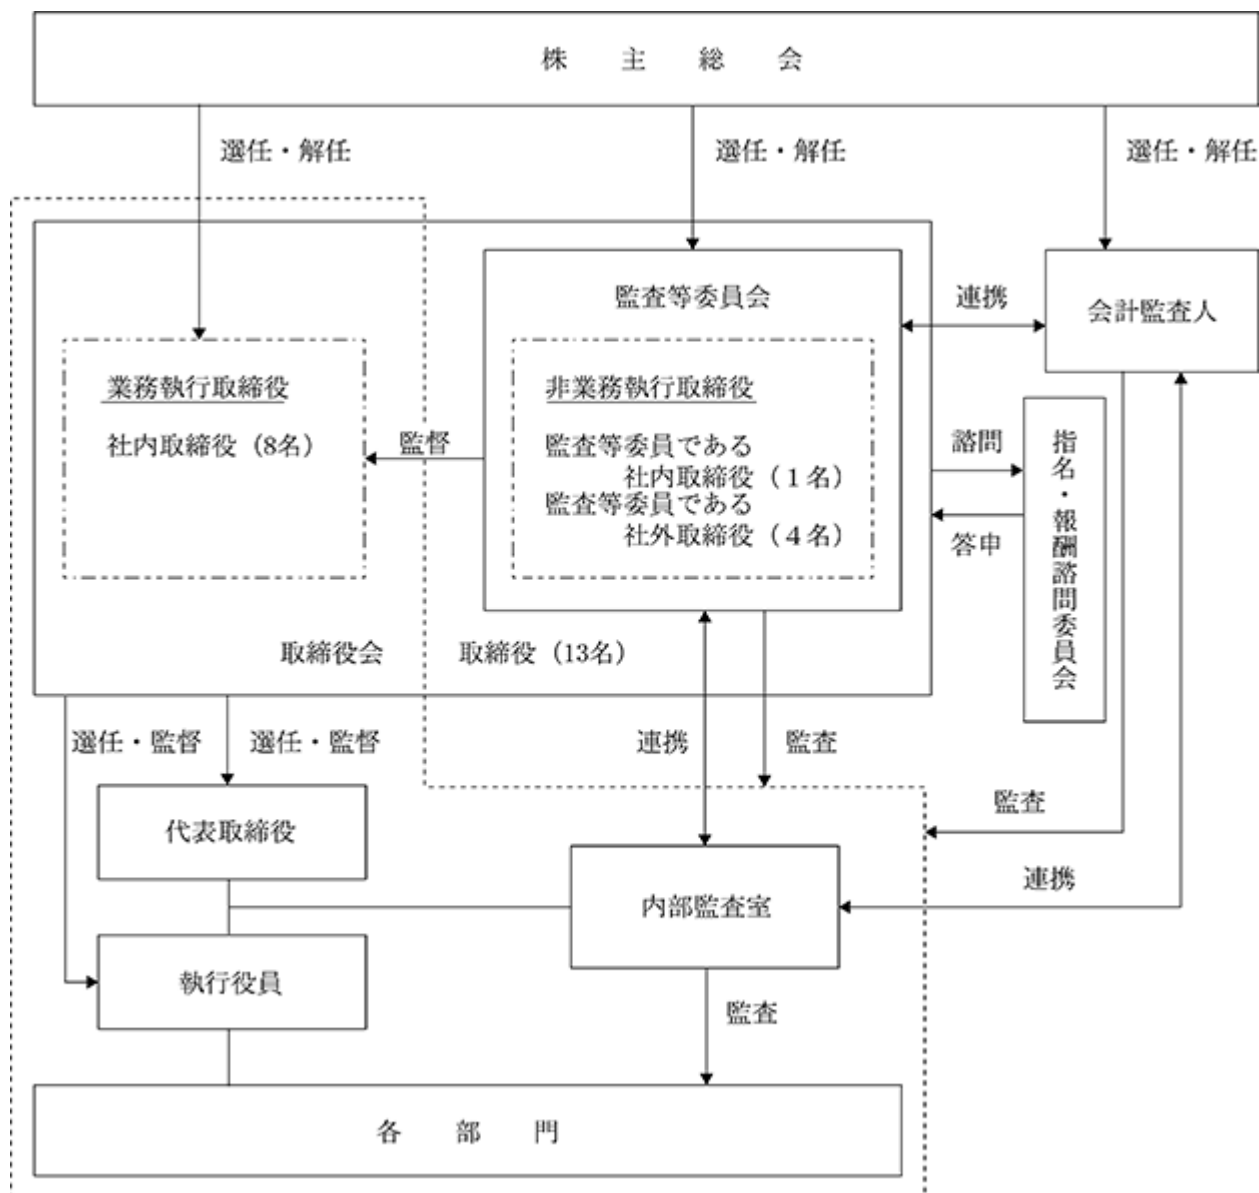 株主総会
選任・解任
選任・解任
選任・解任
監査等委員会
連携
会計監査人
業務執行取締役
社内取締役（8名）
監督
非業務執行取締役
監査等委員である
社内取締役（１名）
監査等委員である
社外取締役（４名）
諮問
答申
指名・報酬諮問委員会
取締役会
取締役（13名）
選任・監督
選任・監督
連携
監査
代表取締役
監査
内部監査室
連携
執行役員
監査
各部門